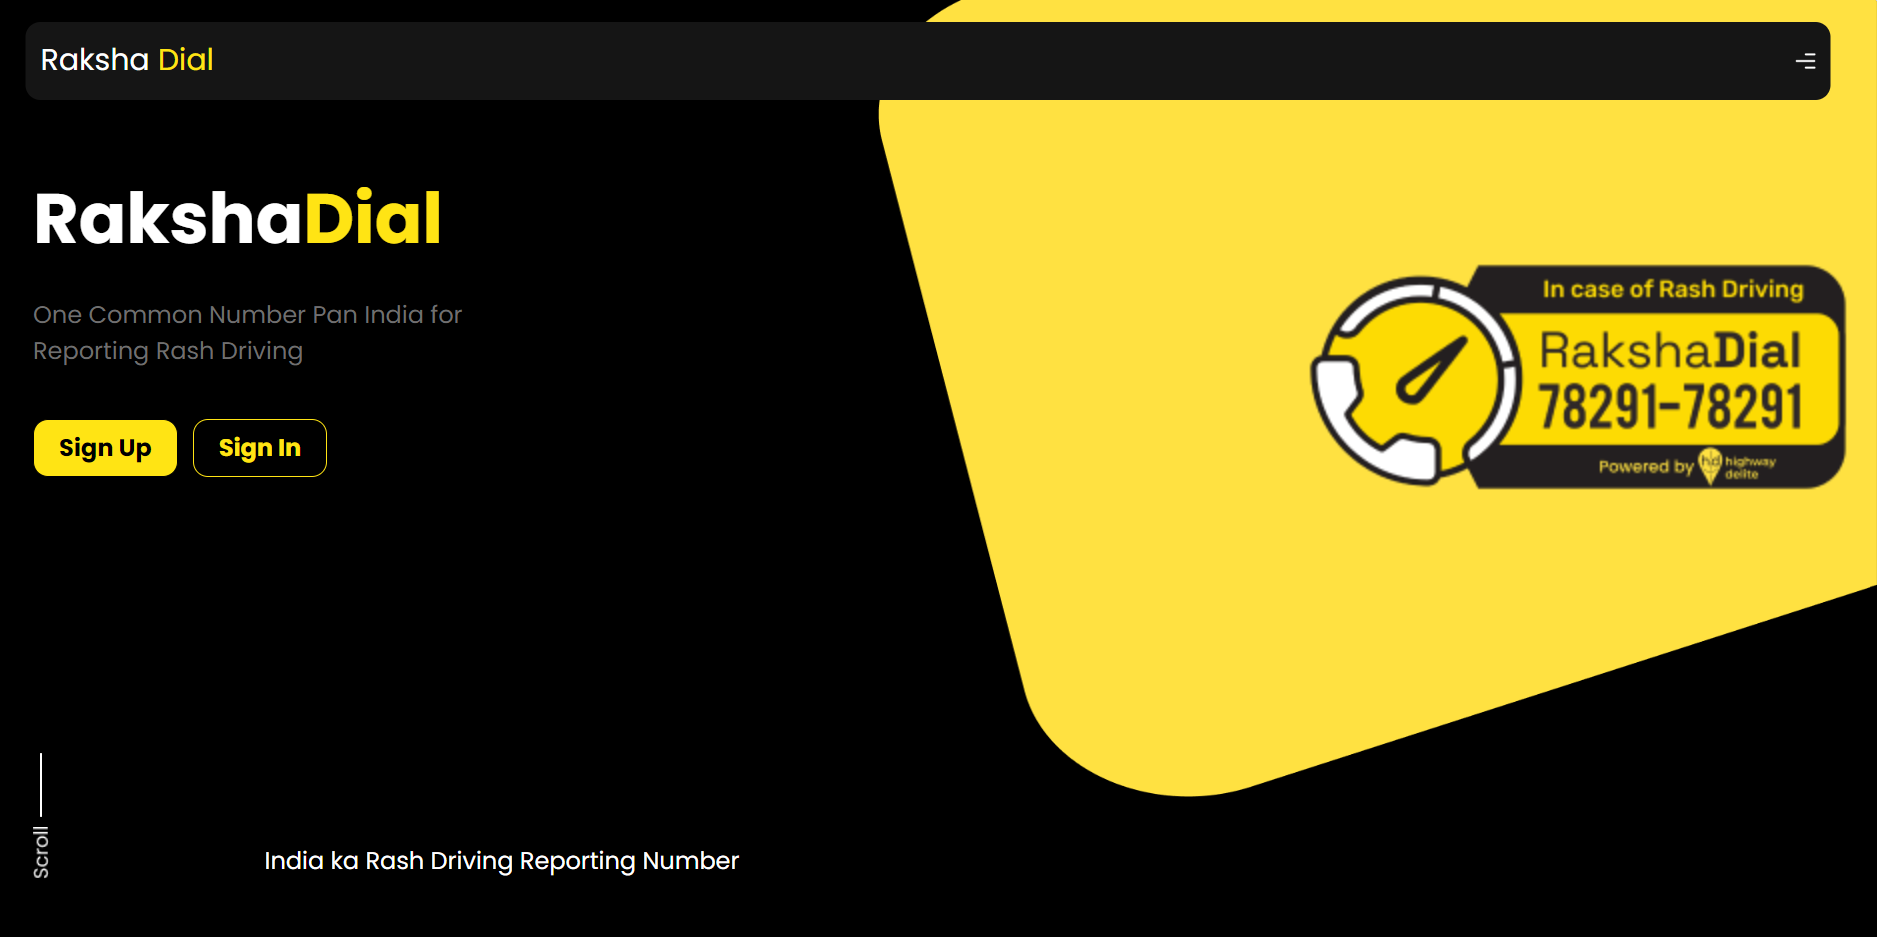 Raksha Dial
RakshaDial
One Common Number Pan India for
Reporting Rash Driving
Sign Up
Sign In
In case of Rash Driving
RakshaDial
78291-78291
Powered by hd highway
delite
Scroll
India ka Rash Driving Reporting Number